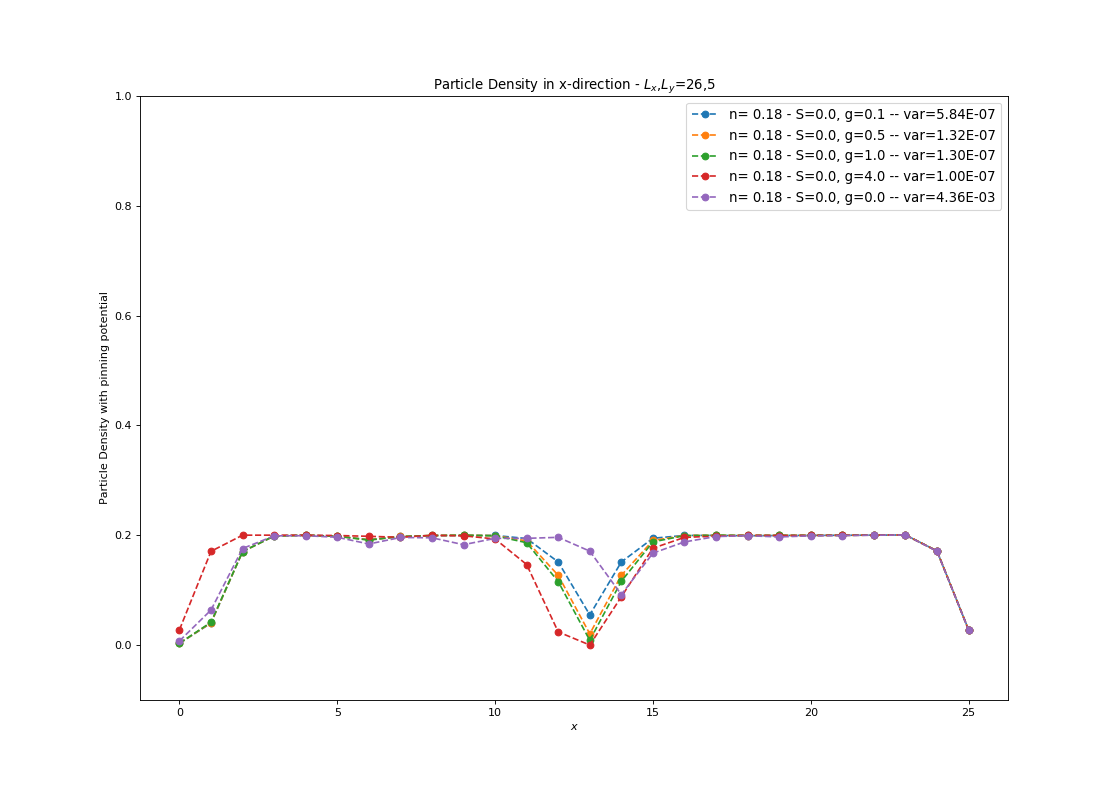 Particle Density in x-direction - Lx,Ly=26,5
1.0
0.8
0.6
0.4
0.2
0.0
Particle Density with pinning potential
n= 0.18 - S=0.0, g=0.1 -- var=5.84E-07
n= 0.18 - S=0.0, g=0.5 -- var=1.32E-07
n= 0.18 - S=0.0, g=1.0 -- var=1.30E-07
n= 0.18 - S=0.0, g=4.0 -- var=1.00E-07
n= 0.18 - S=0.0, g=0.0 -- var=4.36E-03
0 5 10 15 20 25
x